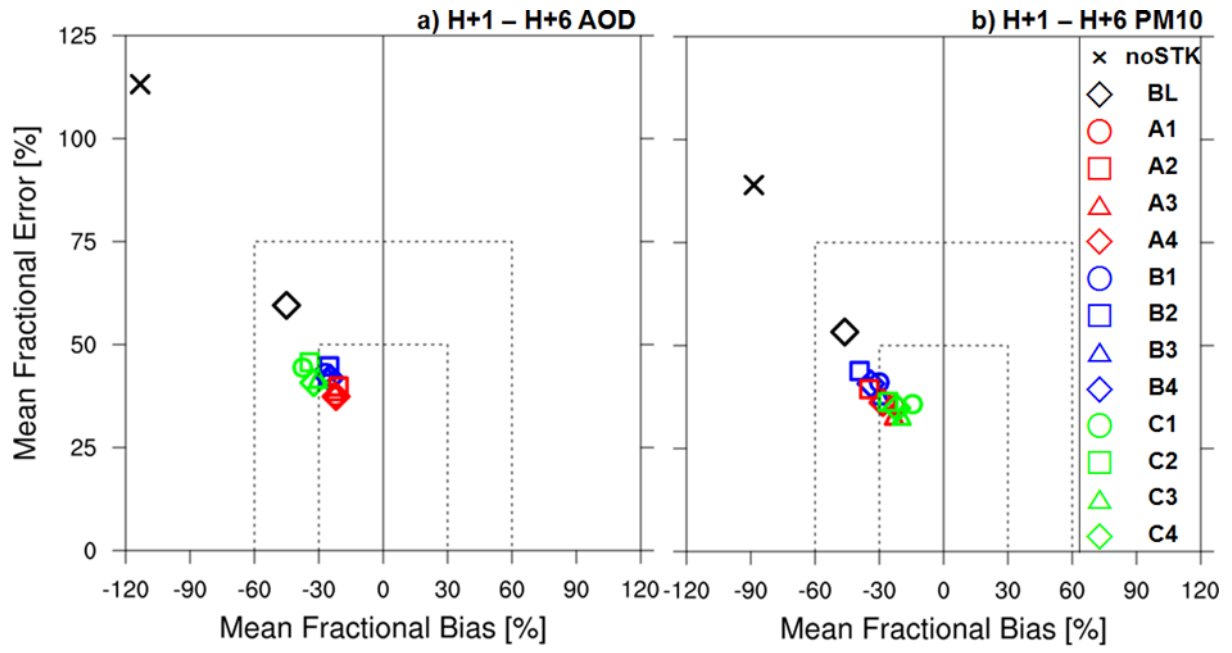 a) H+1 – H+6 AOD
b) H+1 – H+6 PM10
Mean Fractional Error [%]
125
100
75
50
25
0
-120 -90 -60 -30 0 30 60 90 120
Mean Fractional Bias [%]
-120 -90 -60 -30 0 30 60 90 120
Mean Fractional Bias [%]
noSTK
BL
A1
A2
A3
A4
B1
B2
B3
B4
C1
C2
C3
C4